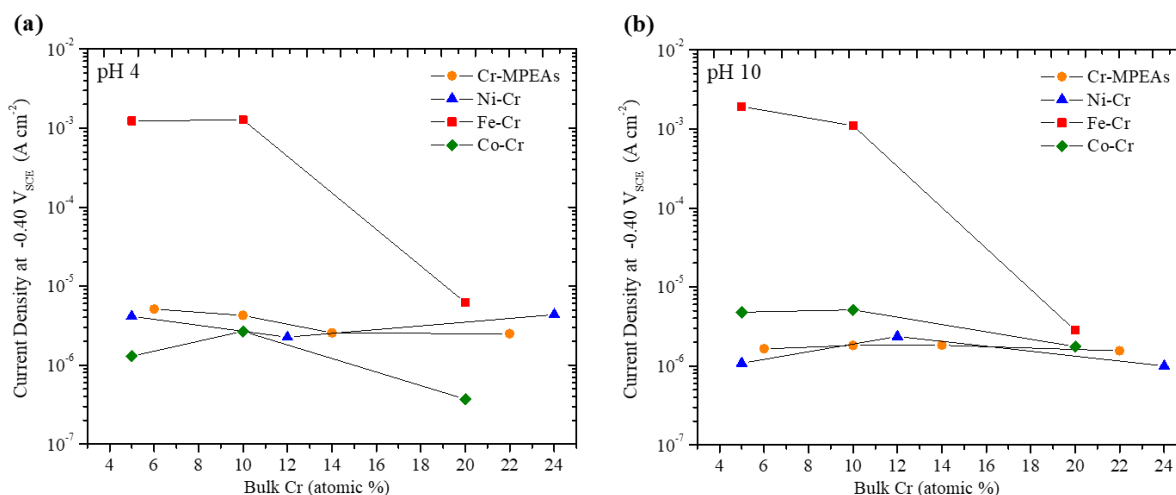 (a)
pH 4
Cr-MPEAs
Ni-Cr
Fe-Cr
Co-Cr
10⁻²
10⁻³
10⁻⁴
10⁻⁵
10⁻⁶
10⁻⁷
Current Density at -0.40 V_SCE (A cm⁻²)
4 6 8 10 12 14 16 18 20 22 24
Bulk Cr (atomic %)
(b)
pH 10
Cr-MPEAs
Ni-Cr
Fe-Cr
Co-Cr
10⁻²
10⁻³
10⁻⁴
10⁻⁵
10⁻⁶
10⁻⁷
Current Density at -0.40 V_SCE (A cm⁻²)
4 6 8 10 12 14 16 18 20 22 24
Bulk Cr (atomic %)